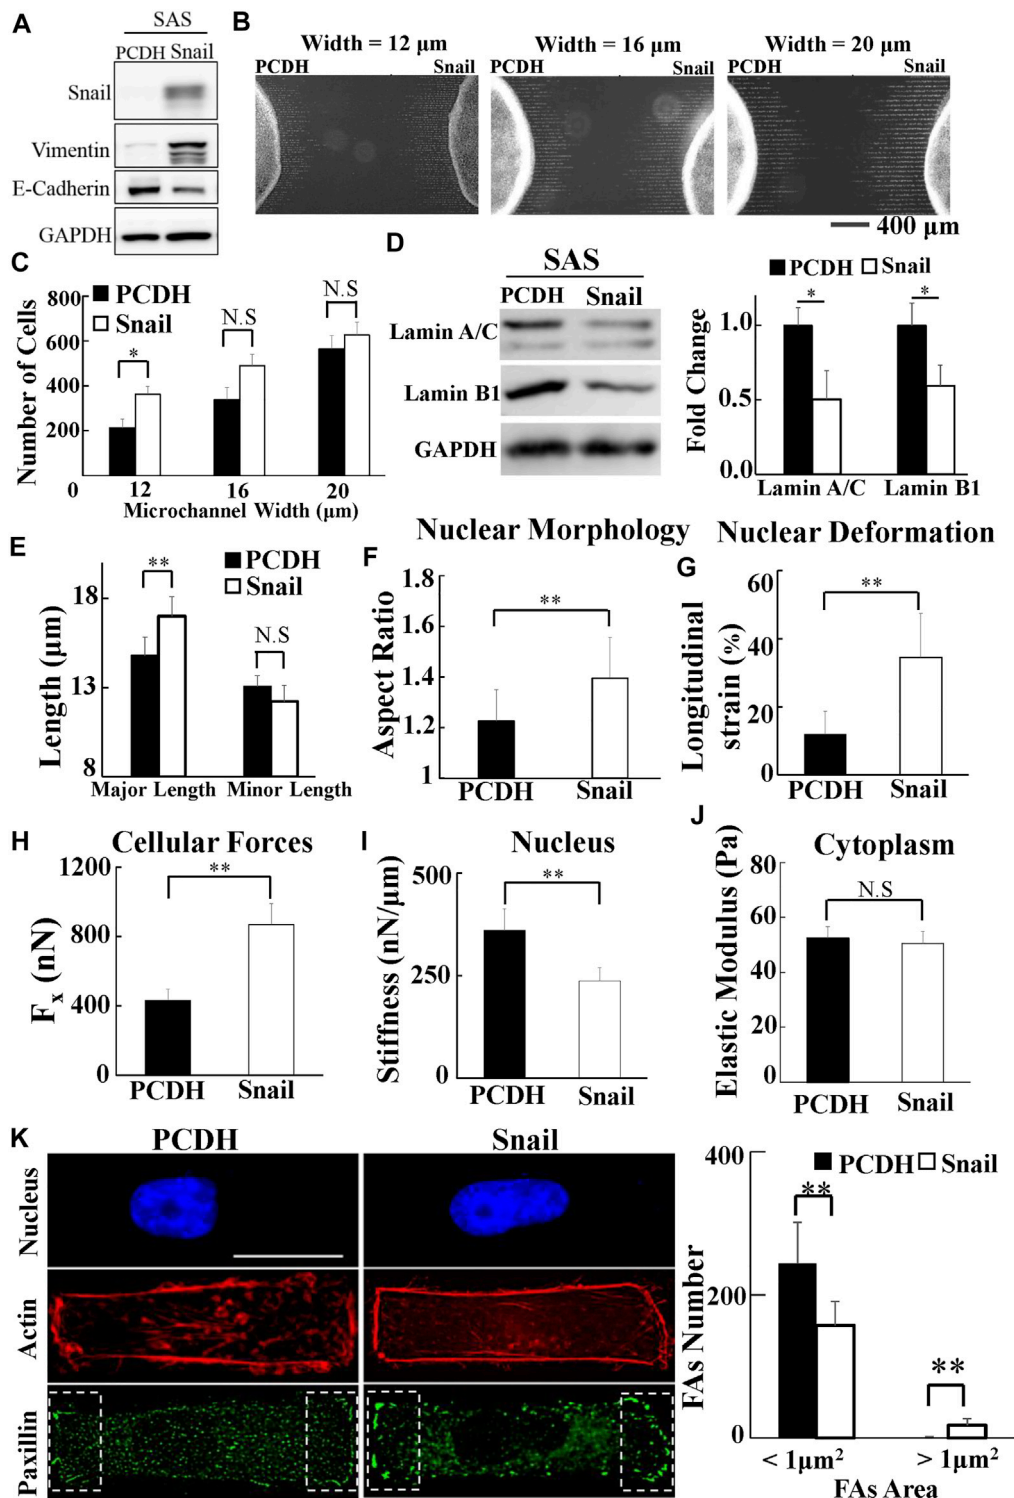 A
SAS
PCDH Snail
Snail
Vimentin
E-Cadherin
GAPDH
B
Width = 12 µm
Width = 16 µm
Width = 20 µm
PCDH
Snail
PCDH
Snail
PCDH
Snail
400 µm
C
Number of Cells
800
600
400
200
0
PCDH
Snail
*
N.S
N.S
12
16
20
Microchannel Width (µm)
D
SAS
PCDH Snail
Lamin A/C
Lamin B1
GAPDH
PCDH Snail
Fold Change
1.0
0.5
0.0
*
*
Lamin A/C Lamin B1
E
Length (µm)
18
13
8
PCDH
Snail
**
N.S
Major Length Minor Length
Nuclear Morphology
F
Aspect Ratio
1.8
1.6
1.4
1.2
1
**
PCDH Snail
Nuclear Deformation
G
Longitudinal
strain (%)
60
40
20
0
**
PCDH Snail
H
Cellular Forces
Fx (nN)
1200
800
400
0
**
PCDH Snail
I
Nucleus
Stiffness (nN/µm)
500
250
0
**
PCDH Snail
J
Cytoplasm
Elastic Modulus (Pa)
80
60
40
20
0
N.S
PCDH Snail
K
PCDH
Snail
Nucleus
Actin
Paxillin
FAs Number
400
200
0
PCDH Snail
**
**
< 1µm²
> 1µm²
FAs Area